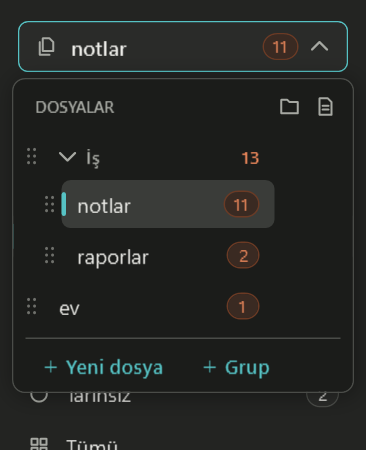 notlar 11
DOSYALAR
İş 13
notlar 11
raporlar 2
ev 1
+ Yeni dosya + Grup
2
Tümü